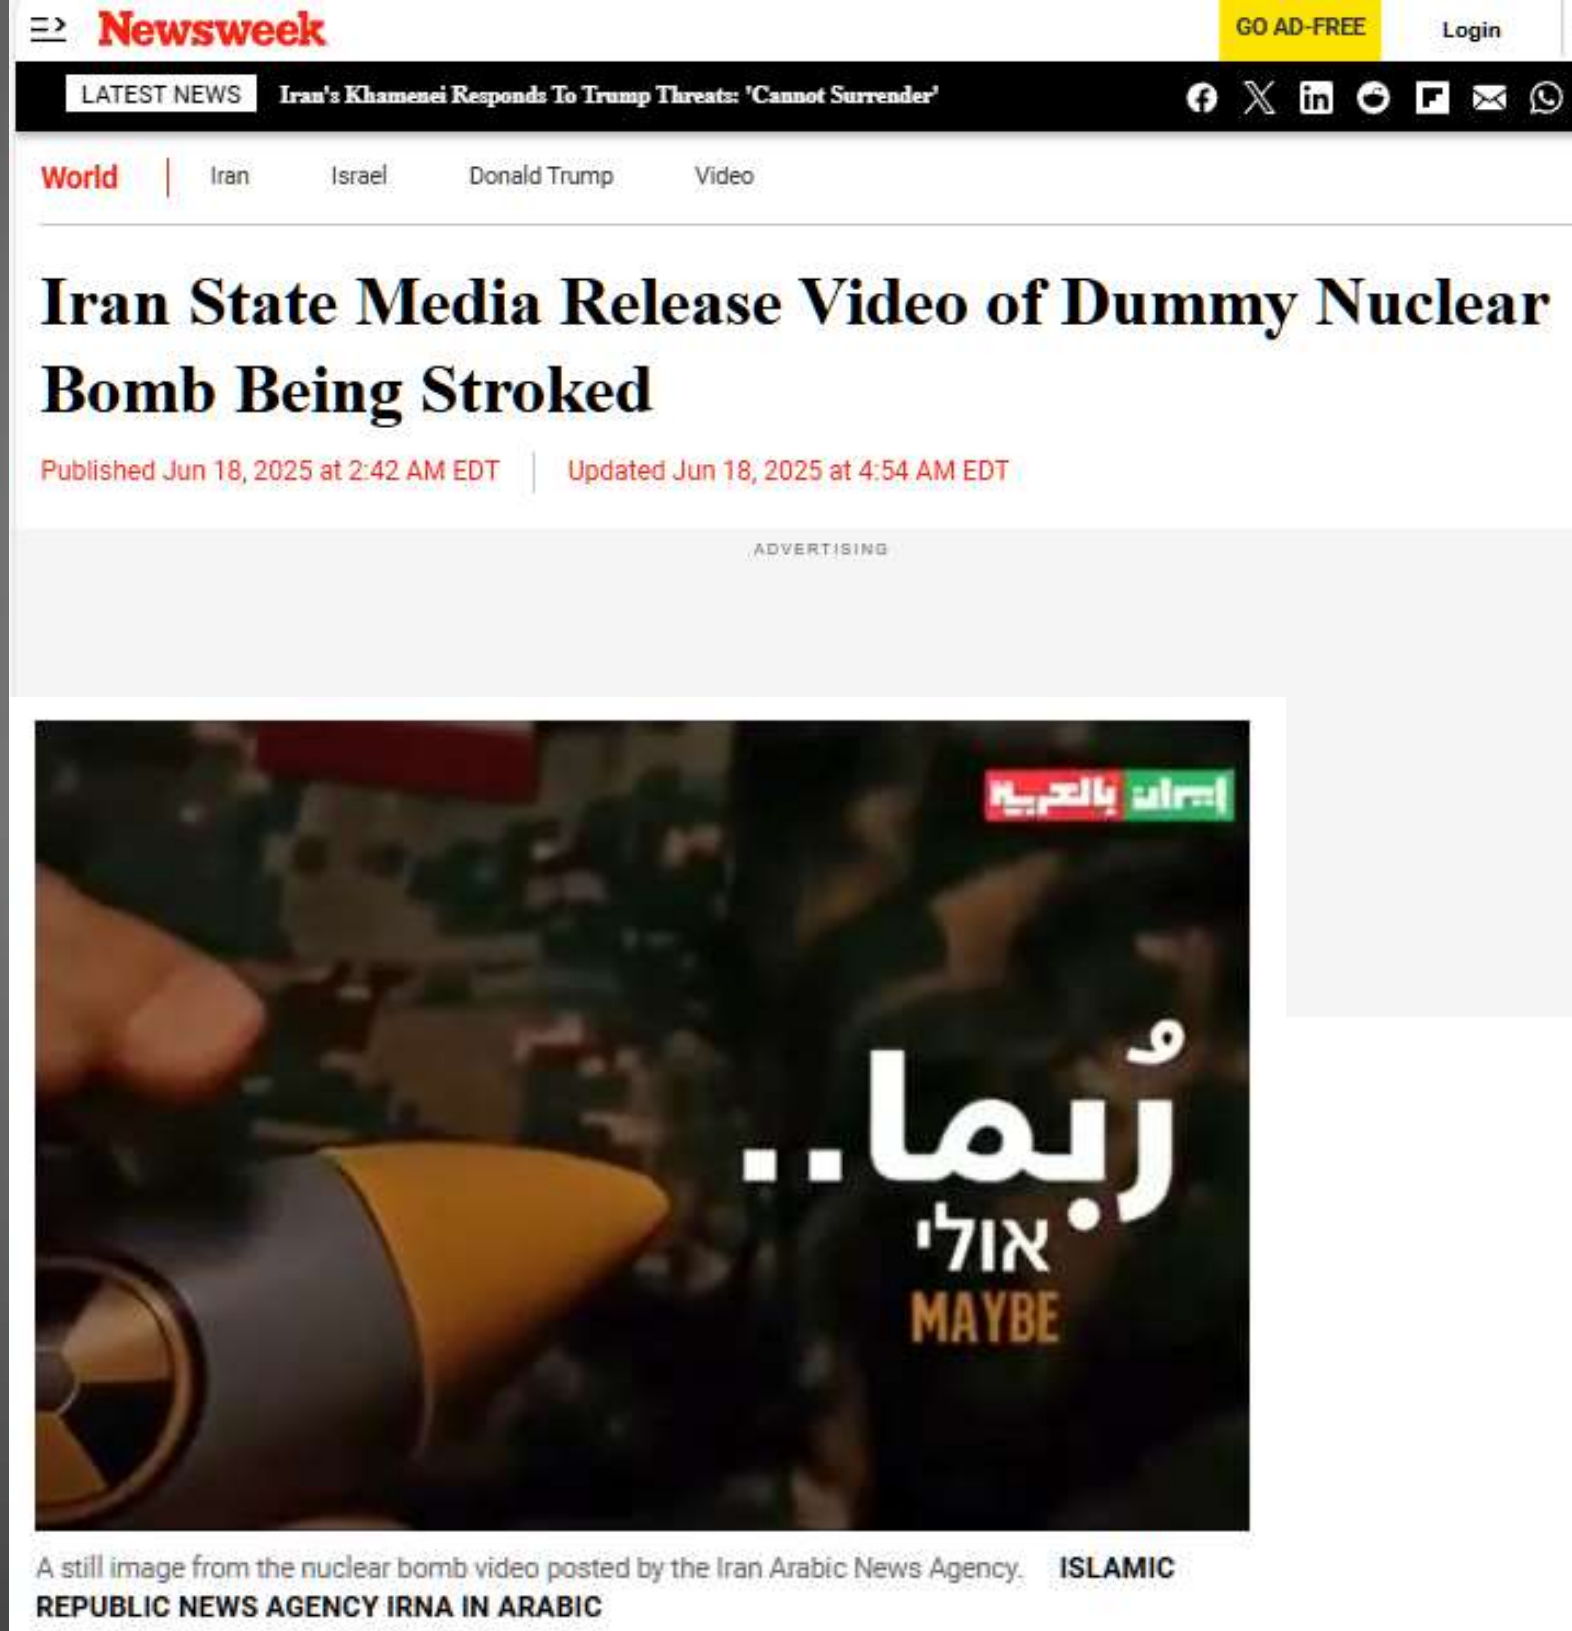 Newsweek
GO AD-FREE
Login
LATEST NEWS
Iran's Khamenei Responds To Trump Threats: 'Cannot Surrender'
World
Iran
Israel
Donald Trump
Video
Iran State Media Release Video of Dummy Nuclear
Bomb Being Stroked
Published Jun 18, 2025 at 2:42 AM EDT
Updated Jun 18, 2025 at 4:54 AM EDT
ADVERTISING
إيران بالعربية
رُبما..
אולי
MAYBE
A still image from the nuclear bomb video posted by the Iran Arabic News Agency. ISLAMIC
REPUBLIC NEWS AGENCY IRNA IN ARABIC